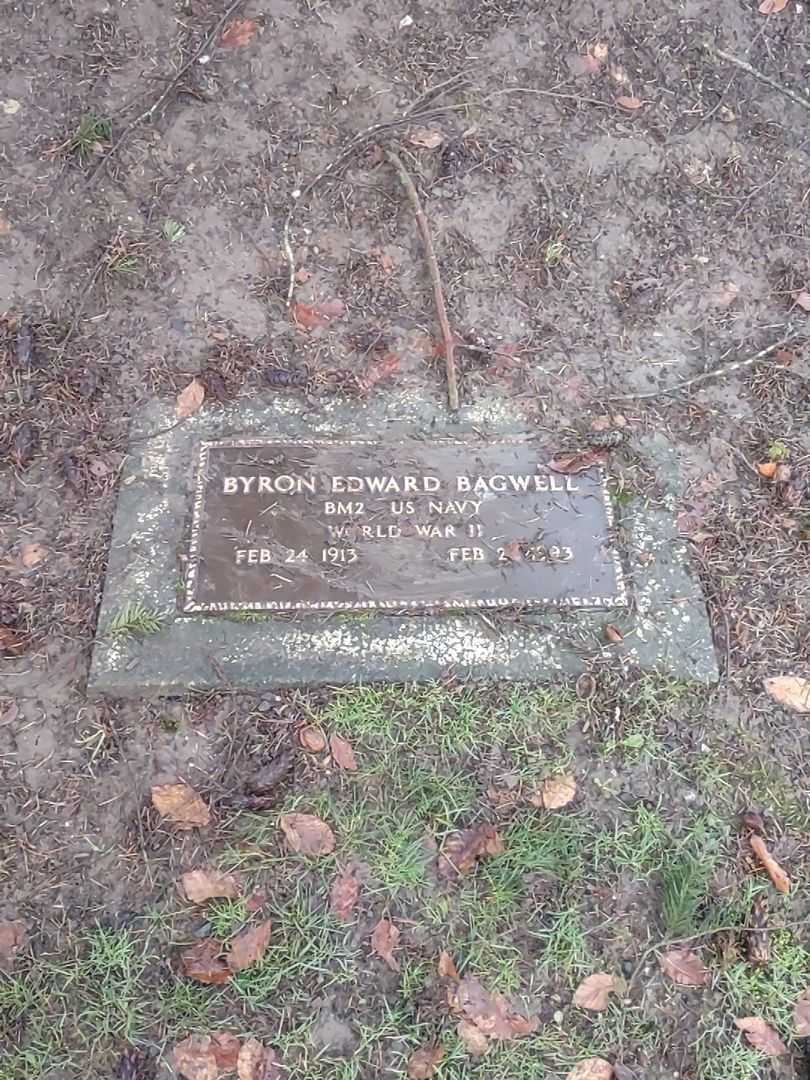 BYRON EDWARD BAGWELL
BM2 US NAVY
WORLD WAR II
FEB 24 1913 FEB